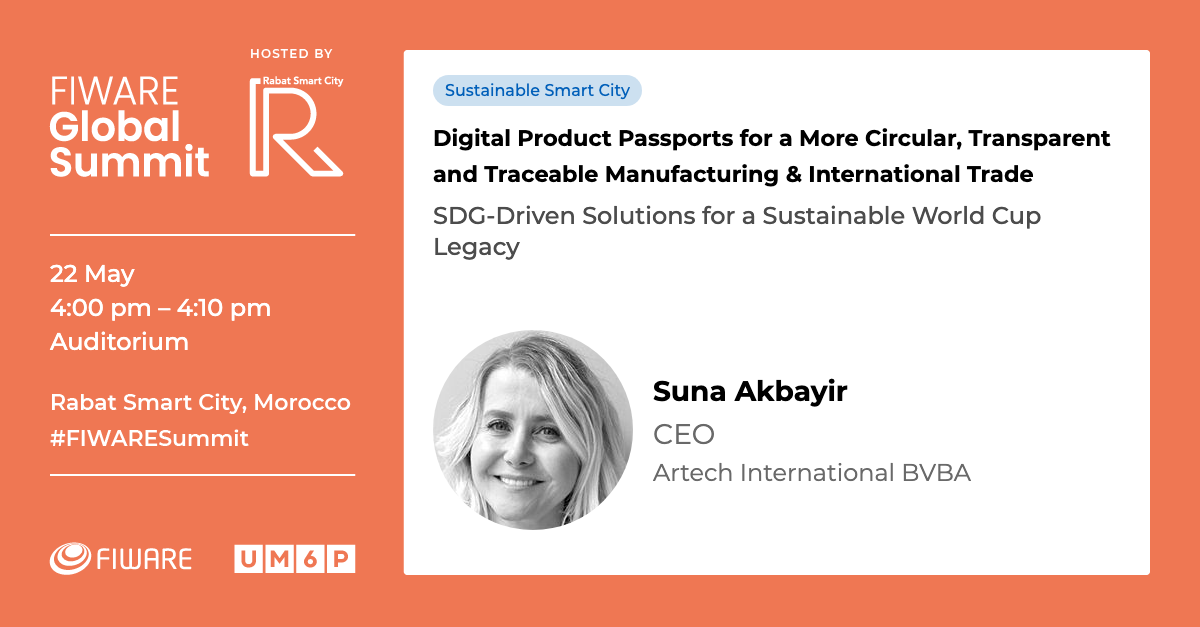 HOSTED BY
FIWARE
Global
Summit
Rabat Smart City
R
22 May
4:00 pm – 4:10 pm
Auditorium
Rabat Smart City, Morocco
#FIWARESummit
FIWARE
UM6P
Sustainable Smart City
Digital Product Passports for a More Circular, Transparent
and Traceable Manufacturing & International Trade
SDG-Driven Solutions for a Sustainable World Cup
Legacy
Suna Akbayir
CEO
Artech International BVBA